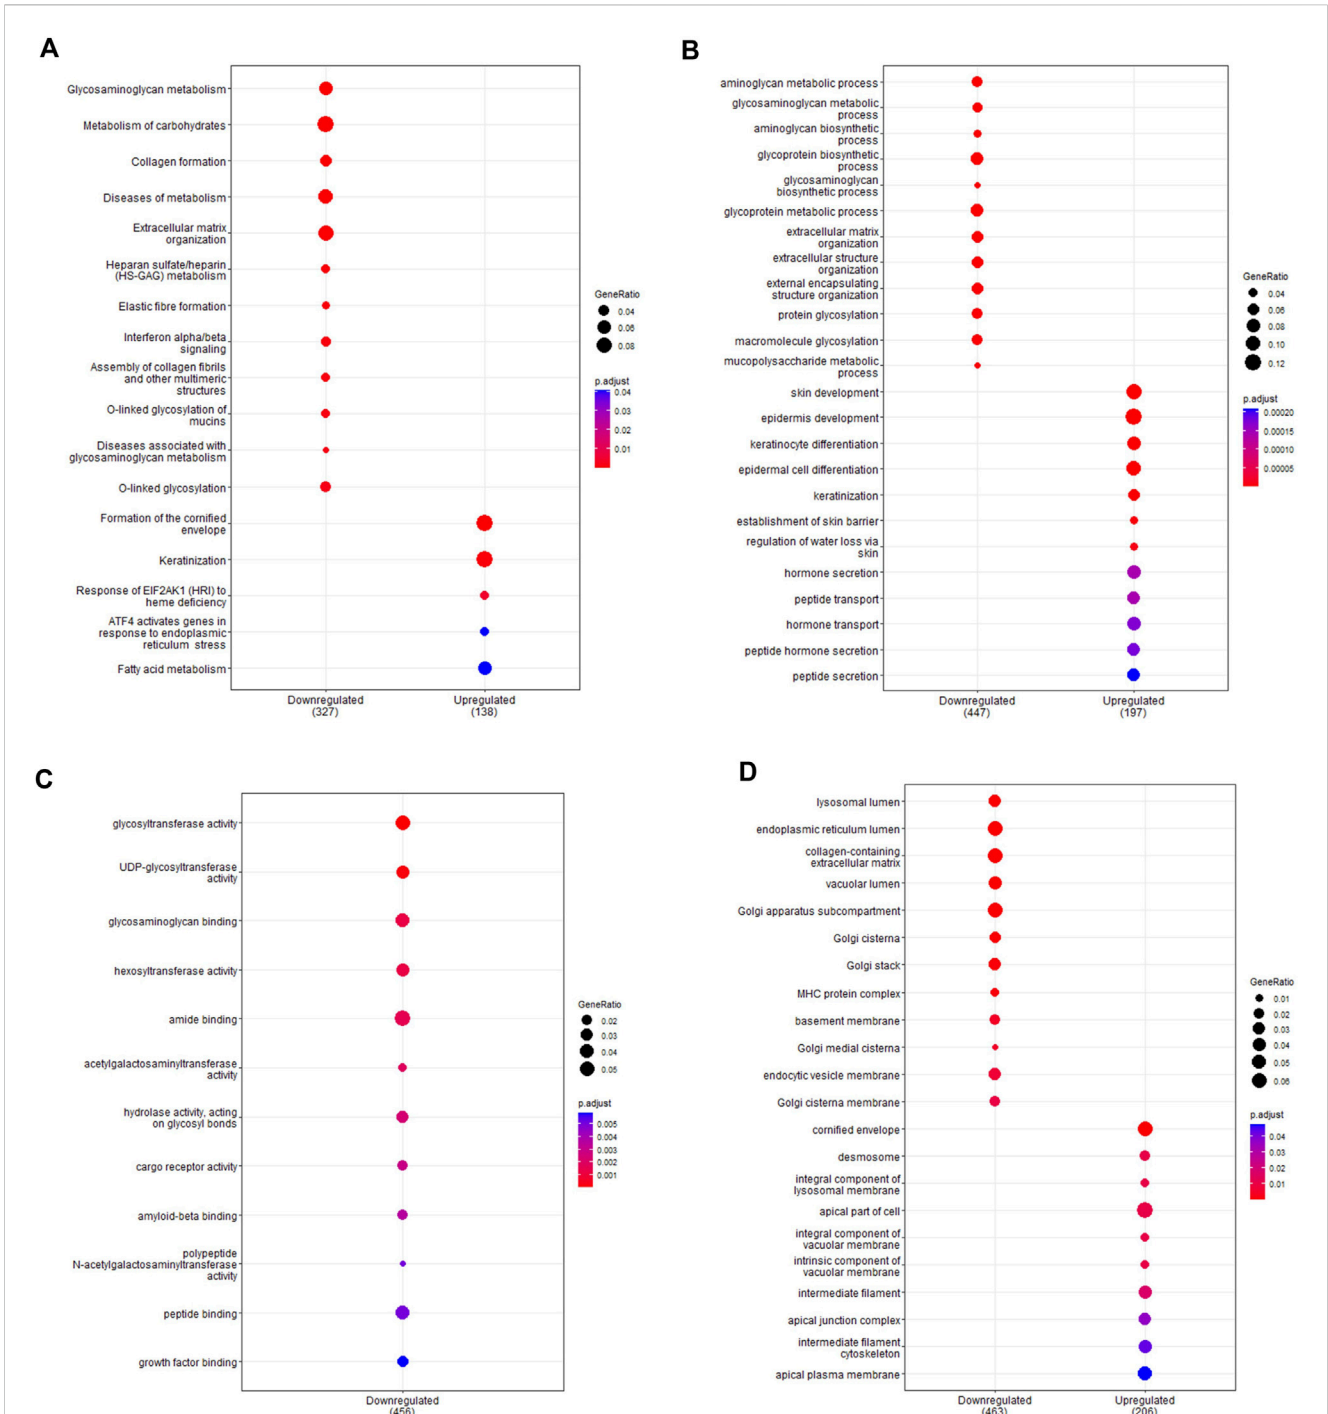 A
Glycosaminoglycan metabolism
Metabolism of carbohydrates
Collagen formation
Diseases of metabolism
Extracellular matrix
organization
Heparan sulfate/heparin
(HS-GAG) metabolism
Elastic fibre formation
Interferon alpha/beta
signaling
Assembly of collagen fibrils
and other multimeric
structures
O-linked glycosylation of
mucins
Diseases associated with
glycosaminoglycan metabolism
O-linked glycosylation
Formation of the cornified
envelope
Keratinization
Response of EIF2AK1 (HRI) to
heme deficiency
ATF4 activates genes in
response to endoplasmic
reticulum stress
Fatty acid metabolism
Downregulated
(327)
Upregulated
(138)
GeneRatio
0.04
0.06
0.08
p.adjust
0.04
0.03
0.02
0.01
B
aminoglycan metabolic process
glycosaminoglycan metabolic
process
aminoglycan biosynthetic
process
glycoprotein biosynthetic
process
glycosaminoglycan
biosynthetic process
glycoprotein metabolic process
extracellular matrix
organization
extracellular structure
organization
external encapsulating
structure organization
protein glycosylation
macromolecule glycosylation
mucopolysaccharide metabolic
process
skin development
epidermis development
keratinocyte differentiation
epidermal cell differentiation
keratinization
establishment of skin barrier
regulation of water loss via
skin
hormone secretion
peptide transport
hormone transport
peptide hormone secretion
peptide secretion
Downregulated
(447)
Upregulated
(197)
GeneRatio
0.04
0.06
0.08
0.10
0.12
p.adjust
0.00020
0.00015
0.00010
0.00005
C
glycosyltransferase activity
UDP-glycosyltransferase
activity
glycosaminoglycan binding
hexosyltransferase activity
amide binding
acetylgalactosaminyltransferase
activity
hydrolase activity, acting
on glycosyl bonds
cargo receptor activity
amyloid-beta binding
polypeptide
N-acetylgalactosaminyltransferase
activity
peptide binding
growth factor binding
Downregulated
(456)
GeneRatio
0.02
0.03
0.04
0.05
p.adjust
0.005
0.004
0.003
0.002
0.001
D
lysosomal lumen
endoplasmic reticulum lumen
collagen-containing
extracellular matrix
vacuolar lumen
Golgi apparatus subcompartment
Golgi cisterna
Golgi stack
MHC protein complex
basement membrane
Golgi medial cisterna
endocytic vesicle membrane
Golgi cisterna membrane
cornified envelope
desmosome
integral component of
lysosomal membrane
apical part of cell
integral component of
vacuolar membrane
intrinsic component of
vacuolar membrane
intermediate filament
apical junction complex
intermediate filament
cytoskeleton
apical plasma membrane
Downregulated
(463)
Upregulated
(206)
GeneRatio
0.01
0.02
0.03
0.04
0.05
0.06
p.adjust
0.04
0.03
0.02
0.01